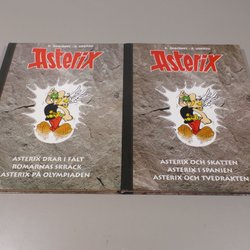 R. GOSCINNY · A. UDERZO
Asterix
ASTERIX DRAR I FÄLT
ROMARNAS SKRÄCK
ASTERIX PÅ OLYMPIADEN
R. GOSCINNY · A. UDERZO
Asterix
ASTERIX OCH SKATTEN
ASTERIX I SPANIEN
ASTERIX OCH TVEDRÄKTEN